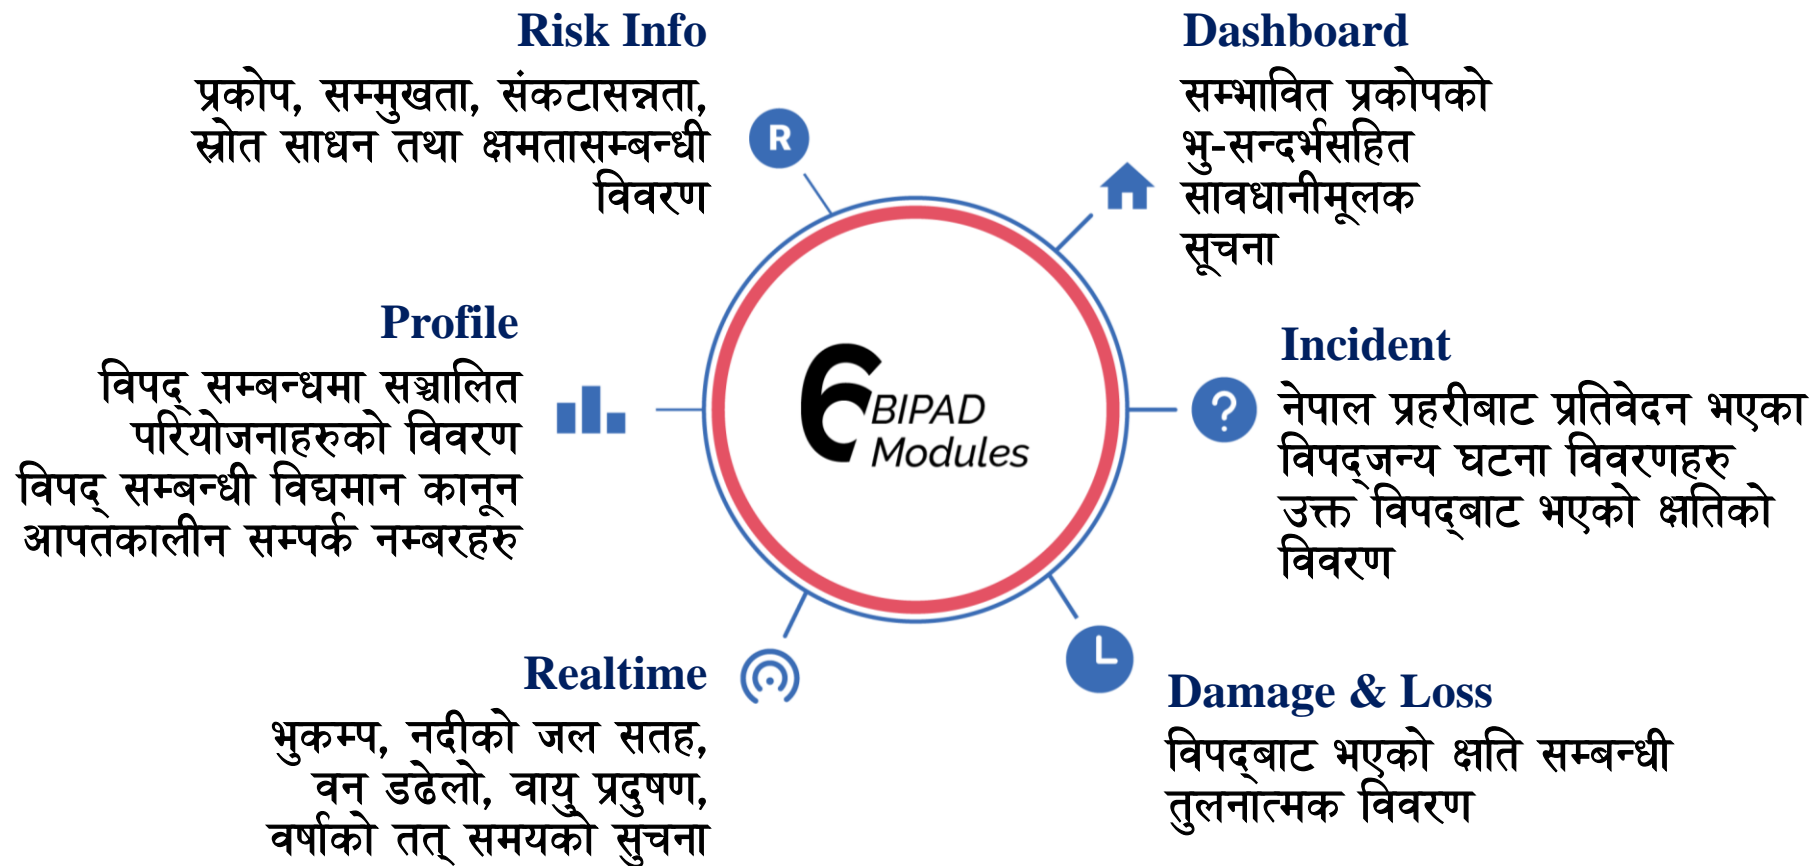 Risk Info
प्रकोप, सम्मुखता, संकटासन्नता,
स्रोत साधन तथा क्षमतासम्बन्धी
विवरण
R
Dashboard
सम्भावित प्रकोपको
भु-सन्दर्भसहित
सावधानीमूलक
सूचना
Profile
विपद् सम्बन्धमा सञ्चालित
परियोजनाहरुको विवरण
विपद् सम्बन्धी विद्यमान कानून
आपतकालीन सम्पर्क नम्बरहरु
6 BIPAD
Modules
Incident
?
नेपाल प्रहरीबाट प्रतिवेदन भएका
विपद्जन्य घटना विवरणहरु
उक्त विपद्बाट भएको क्षतिको
विवरण
Realtime
भुकम्प, नदीको जल सतह,
वन डढेलो, वायु प्रदुषण,
वर्षाको तत् समयको सुचना
Damage & Loss
विपद्बाट भएको क्षति सम्बन्धी
तुलनात्मक विवरण